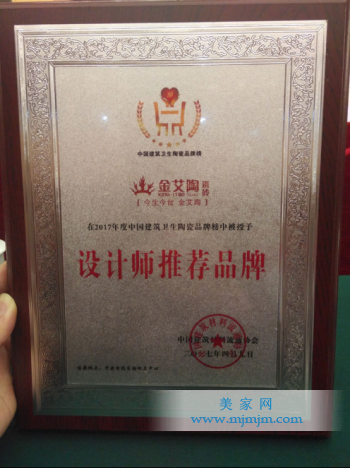 中国建筑卫生陶瓷品牌榜
金艾陶 瓷砖
[今生今世 金艾陶]
在2017年度中国建筑卫生陶瓷品牌榜中被授予
设计师推荐品牌
中国建筑材料流通协会
美家网
www.mjmjm.com